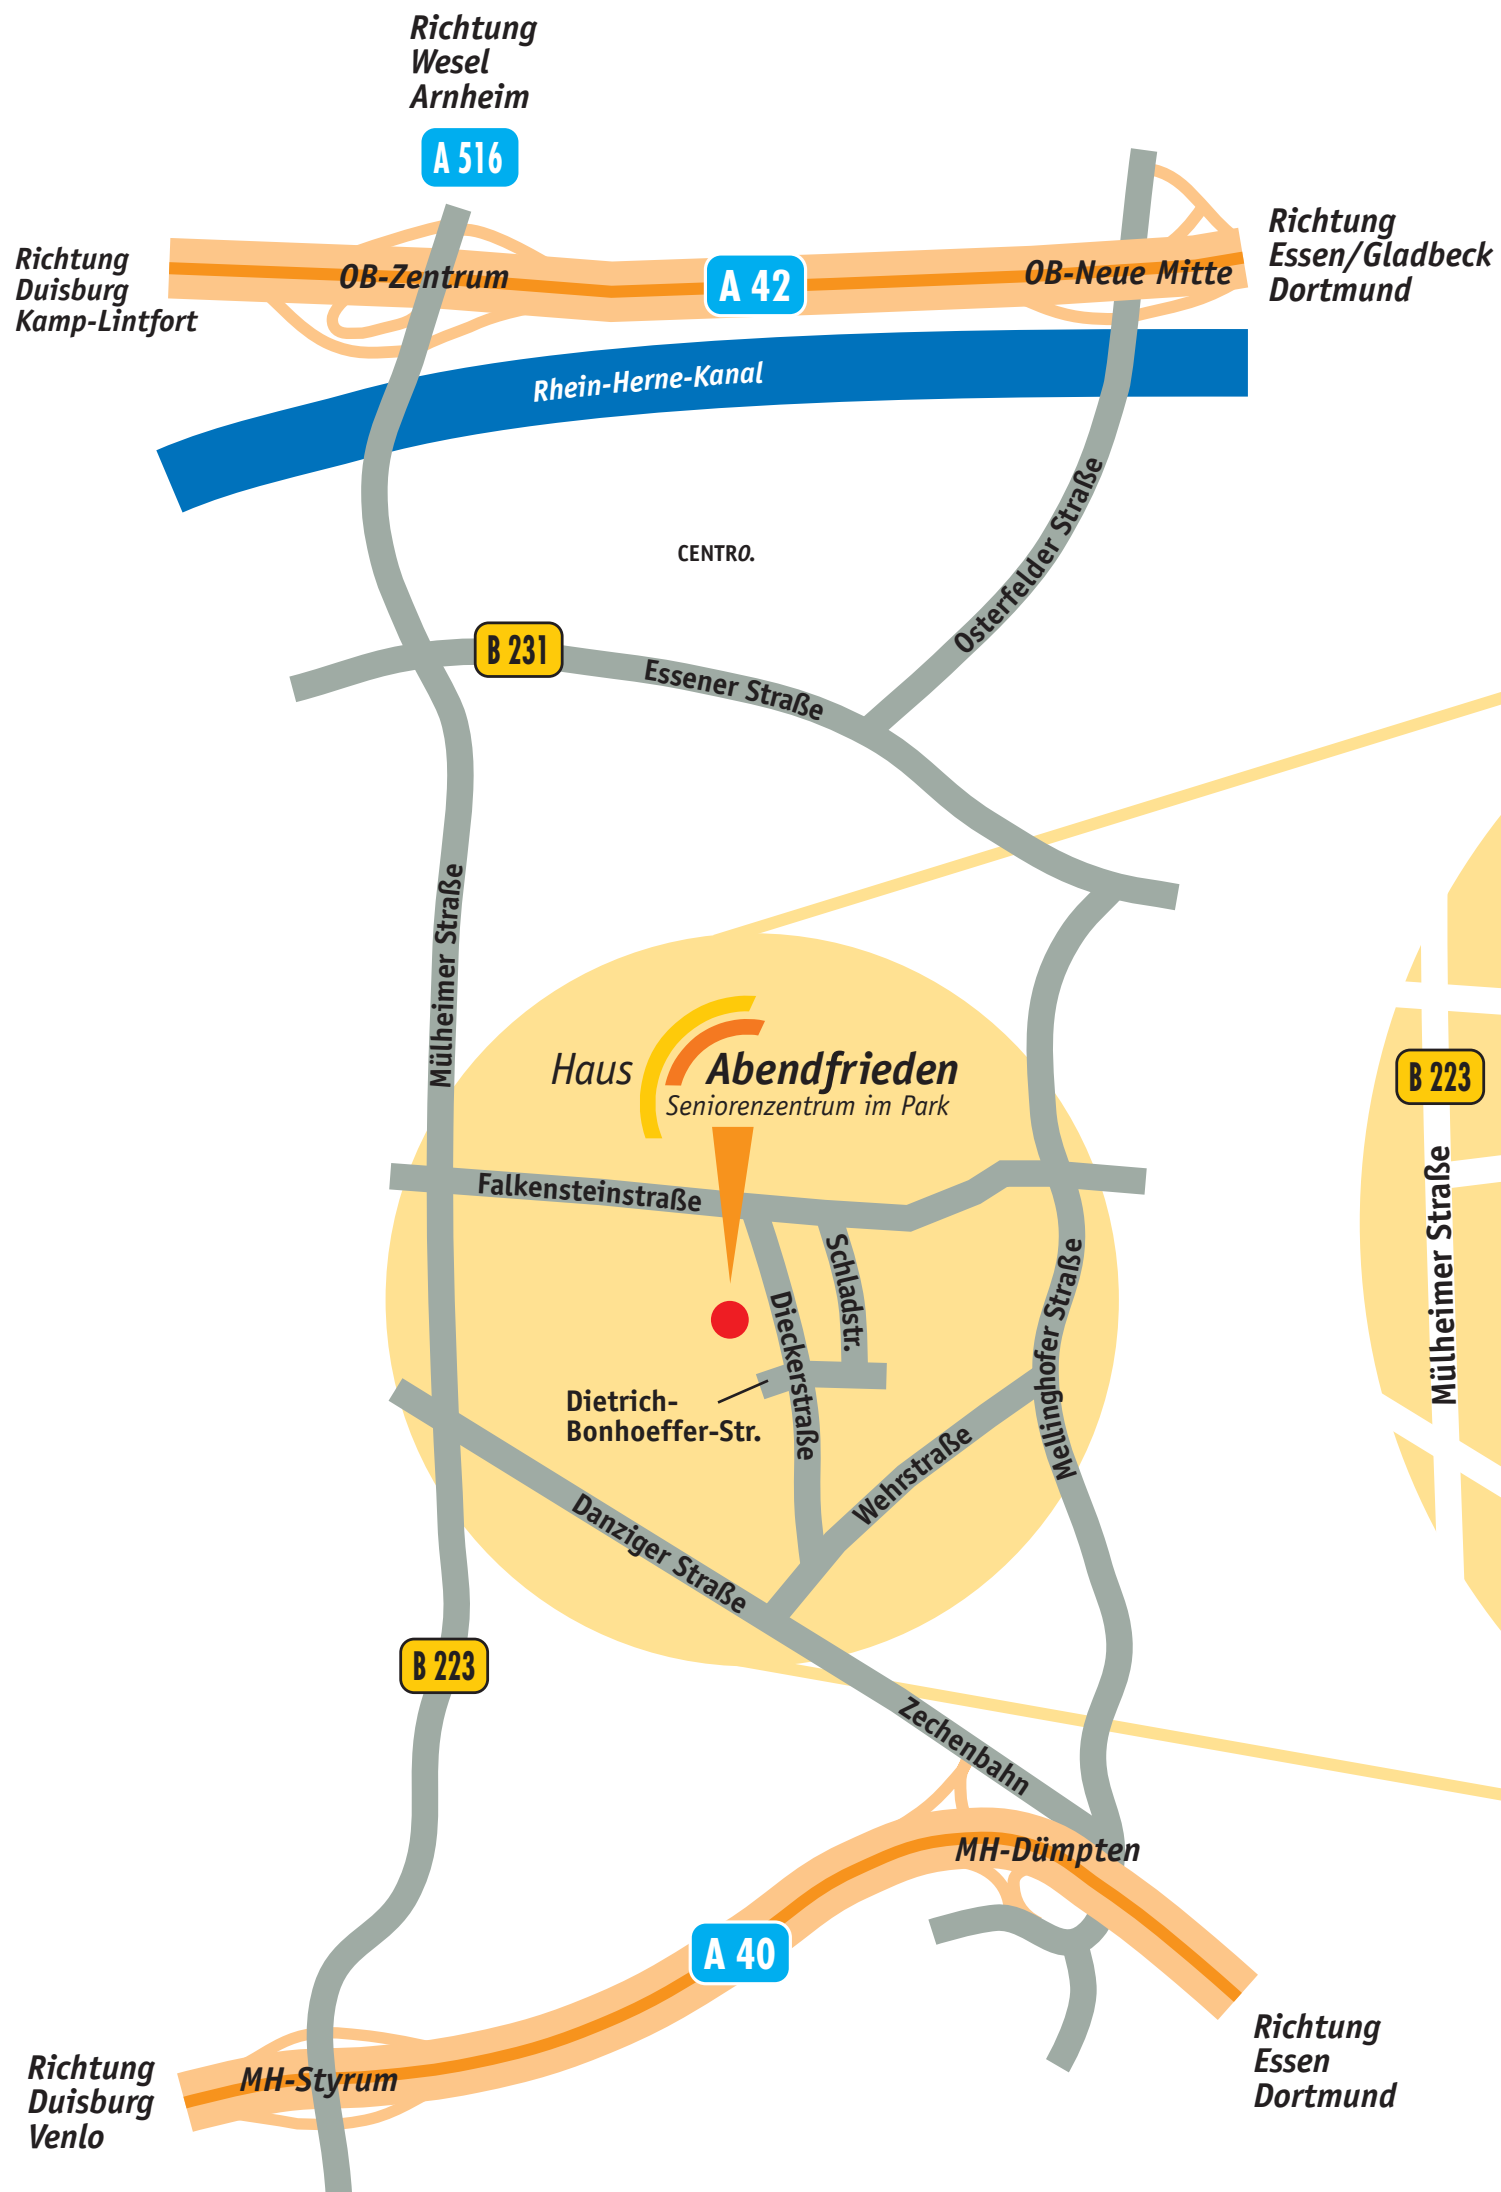 Richtung
Wesel
Arnheim
A 516
Richtung
Essen/Gladbeck
Dortmund
Richtung
Duisburg
Kamp-Lintfort
OB-Zentrum
A 42
OB-Neue Mitte
Rhein-Herne-Kanal
Osterfelder Straße
CENTRO.
B 231
Essener Straße
Mülheimer Straße
Haus Abendfrieden
Seniorenzentrum im Park
B 223
Mülheimer Straße
Falkensteinstraße
Schladstr.
Dieckerstraße
Mellinghofer Straße
Dietrich-
Bonhoeffer-Str.
Wehrstraße
Danziger Straße
B 223
Zechenbahn
MH-Dümpten
A 40
Richtung
Essen
Dortmund
MH-Styrum
Richtung
Duisburg
Venlo